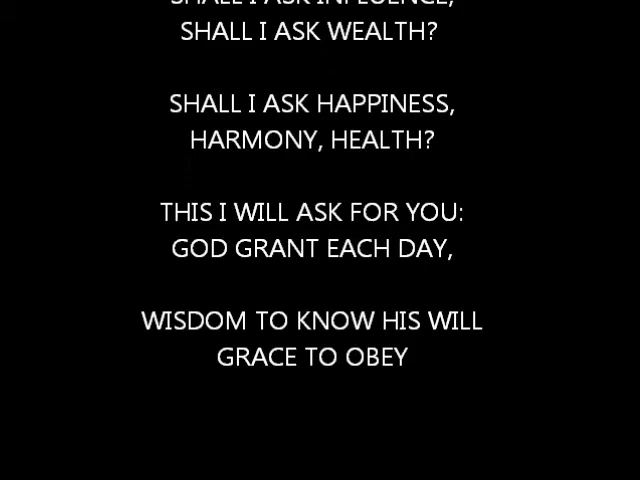 SHALL I ASK INFLUENCE,
SHALL I ASK WEALTH?
SHALL I ASK HAPPINESS,
HARMONY, HEALTH?
THIS I WILL ASK FOR YOU:
GOD GRANT EACH DAY,
WISDOM TO KNOW HIS WILL
GRACE TO OBEY